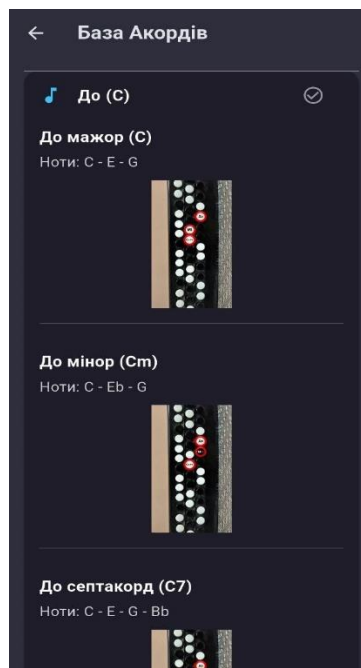 База Акордів
До (C)
До мажор (C)
Ноти: C - E - G
До мінор (Cm)
Ноти: C - Eb - G
До септакорд (C7)
Ноти: C - E - G - Bb